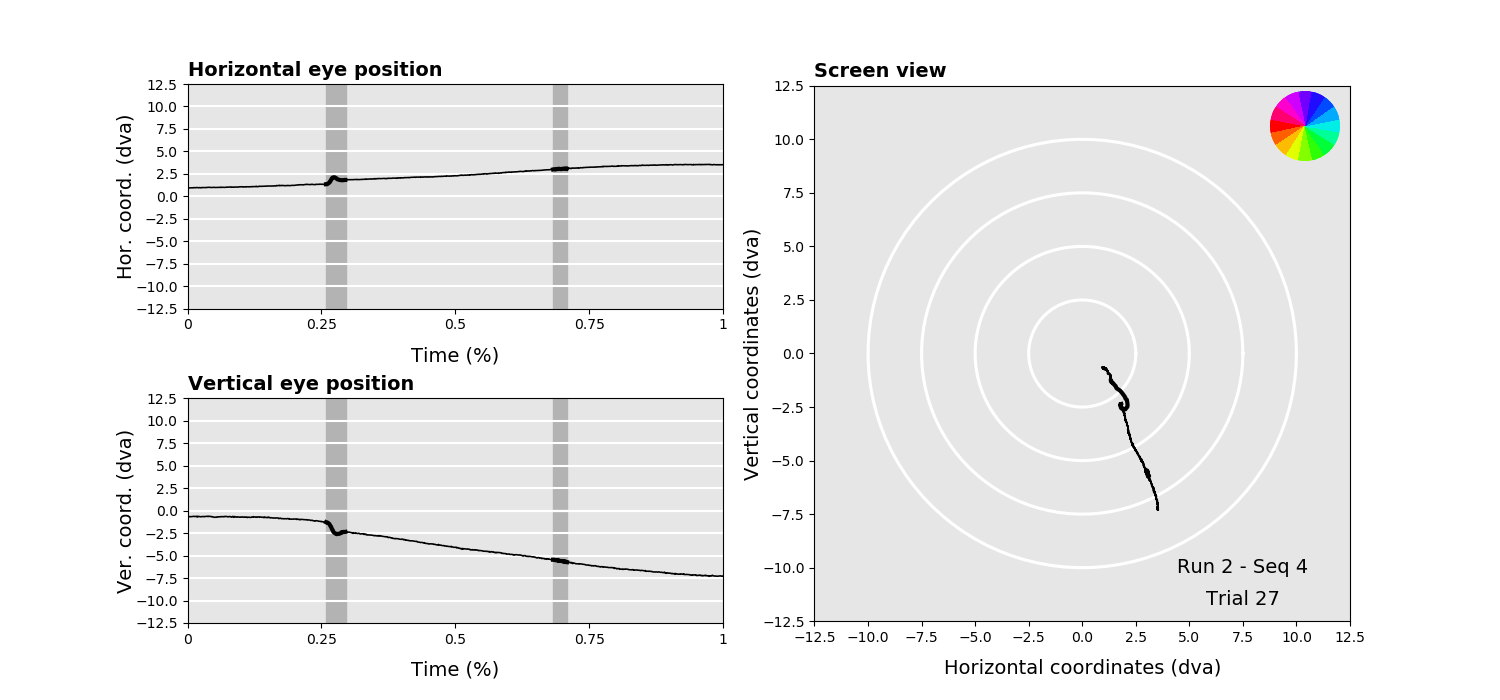 Horizontal eye position
12.5
10.0
7.5
5.0
2.5
0.0
−2.5
−5.0
−7.5
−10.0
−12.5
Hor. coord. (dva)
0 0.25 0.5 0.75 1
Time (%)
Vertical eye position
12.5
10.0
7.5
5.0
2.5
0.0
−2.5
−5.0
−7.5
−10.0
−12.5
Ver. coord. (dva)
0 0.25 0.5 0.75 1
Time (%)
Screen view
12.5
10.0
7.5
5.0
2.5
0.0
−2.5
−5.0
−7.5
−10.0
−12.5
Vertical coordinates (dva)
Run 2 - Seq 4
Trial 27
−12.5 −10.0 −7.5 −5.0 −2.5 0.0 2.5 5.0 7.5 10.0 12.5
Horizontal coordinates (dva)